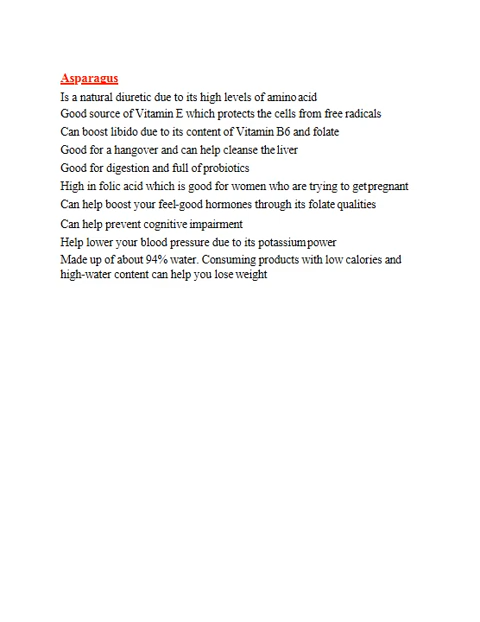 Asparagus
Is a natural diuretic due to its high levels of amino acid
Good source of Vitamin E which protects the cells from free radicals
Can boost libido due to its content of Vitamin B6 and folate
Good for a hangover and can help cleanse the liver
Good for digestion and full of probiotics
High in folic acid which is good for women who are trying to get pregnant
Can help boost your feel-good hormones through its folate qualities
Can help prevent cognitive impairment
Help lower your blood pressure due to its potassium power
Made up of about 94% water. Consuming products with low calories and
high-water content can help you lose weight